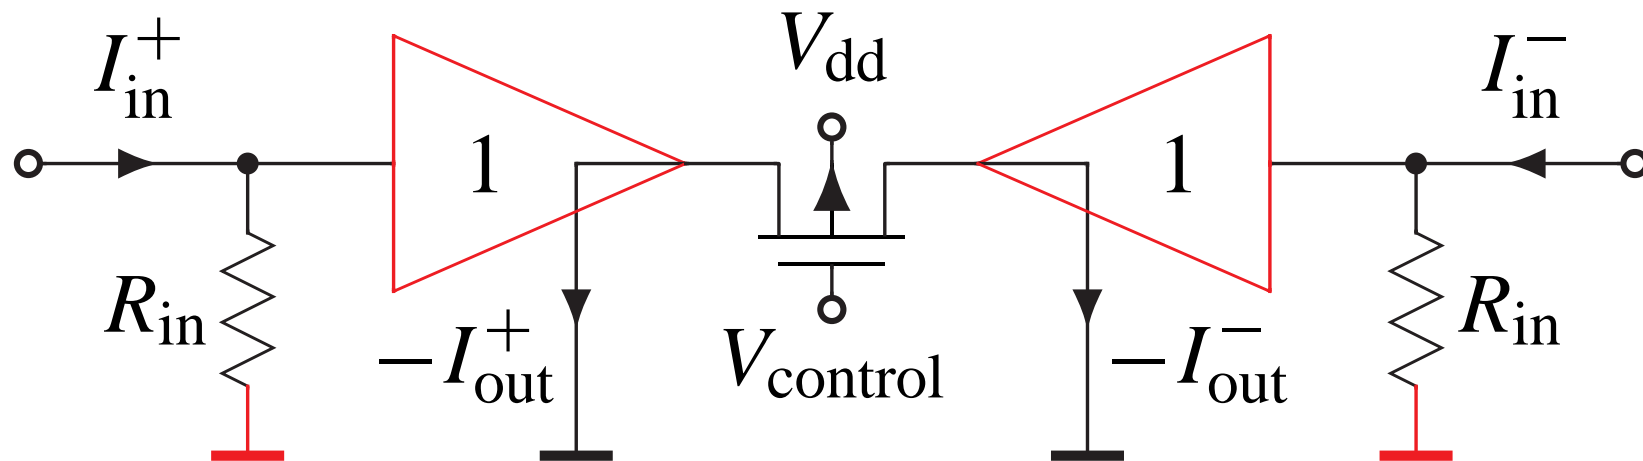 I⁺in
Vdd
I⁻in
1
1
Rin
−I⁺out
Vcontrol
−I⁻out
Rin